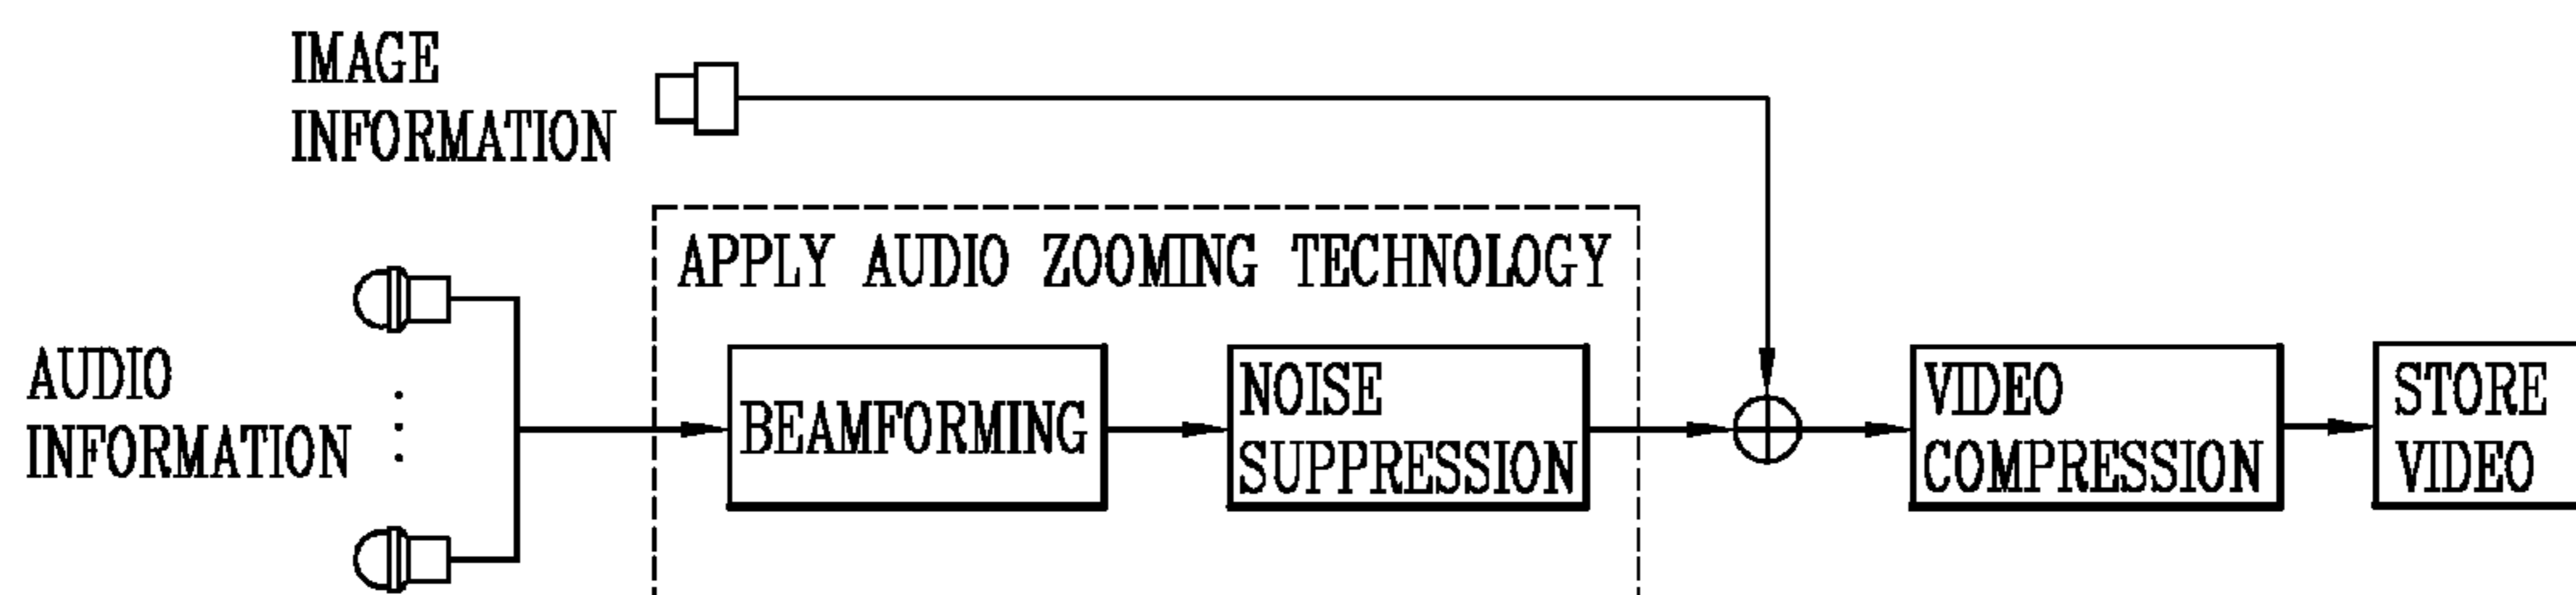 IMAGE
INFORMATION
APPLY AUDIO ZOOMING TECHNOLOGY
AUDIO
INFORMATION
BEAMFORMING
NOISE
SUPPRESSION
VIDEO
COMPRESSION
STORE
VIDEO